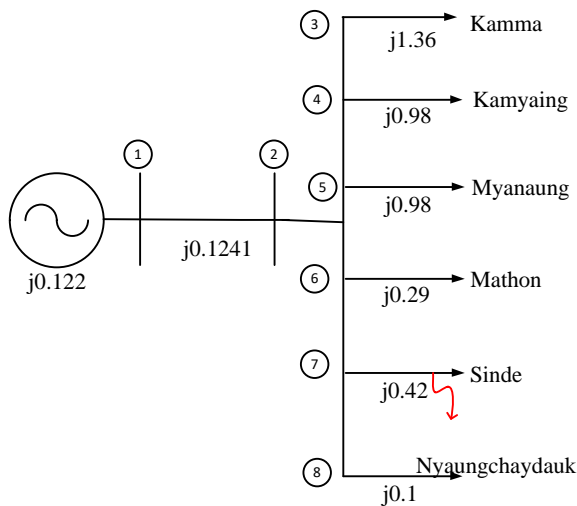 3
Kamma
j1.36
4
Kamyaing
j0.98
1
2
5
Myanaung
j0.98
j0.1241
j0.122
6
Mathon
j0.29
7
Sinde
j0.42
8
Nyaungchaydauk
j0.1